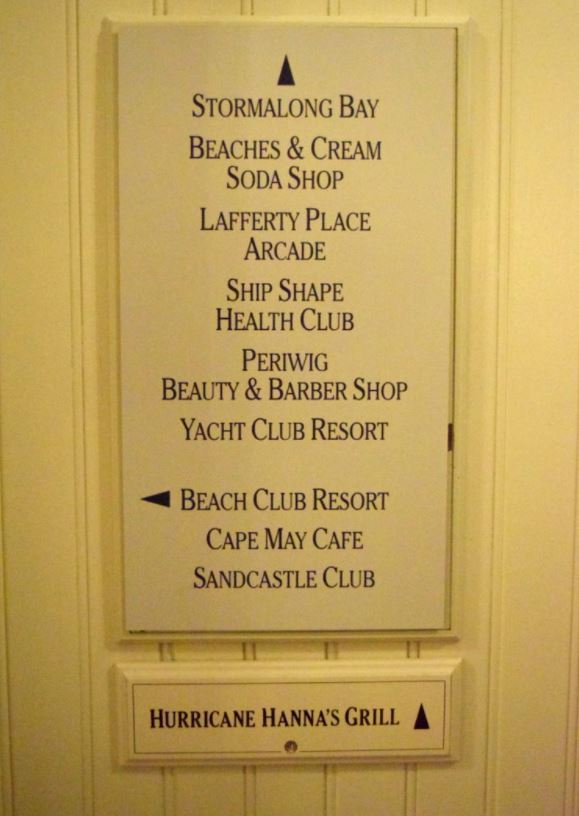 STORMALONG BAY
BEACHES & CREAM
SODA SHOP
LAFFERTY PLACE
ARCADE
SHIP SHAPE
HEALTH CLUB
PERIWIG
BEAUTY & BARBER SHOP
YACHT CLUB RESORT
BEACH CLUB RESORT
CAPE MAY CAFE
SANDCASTLE CLUB
HURRICANE HANNA'S GRILL